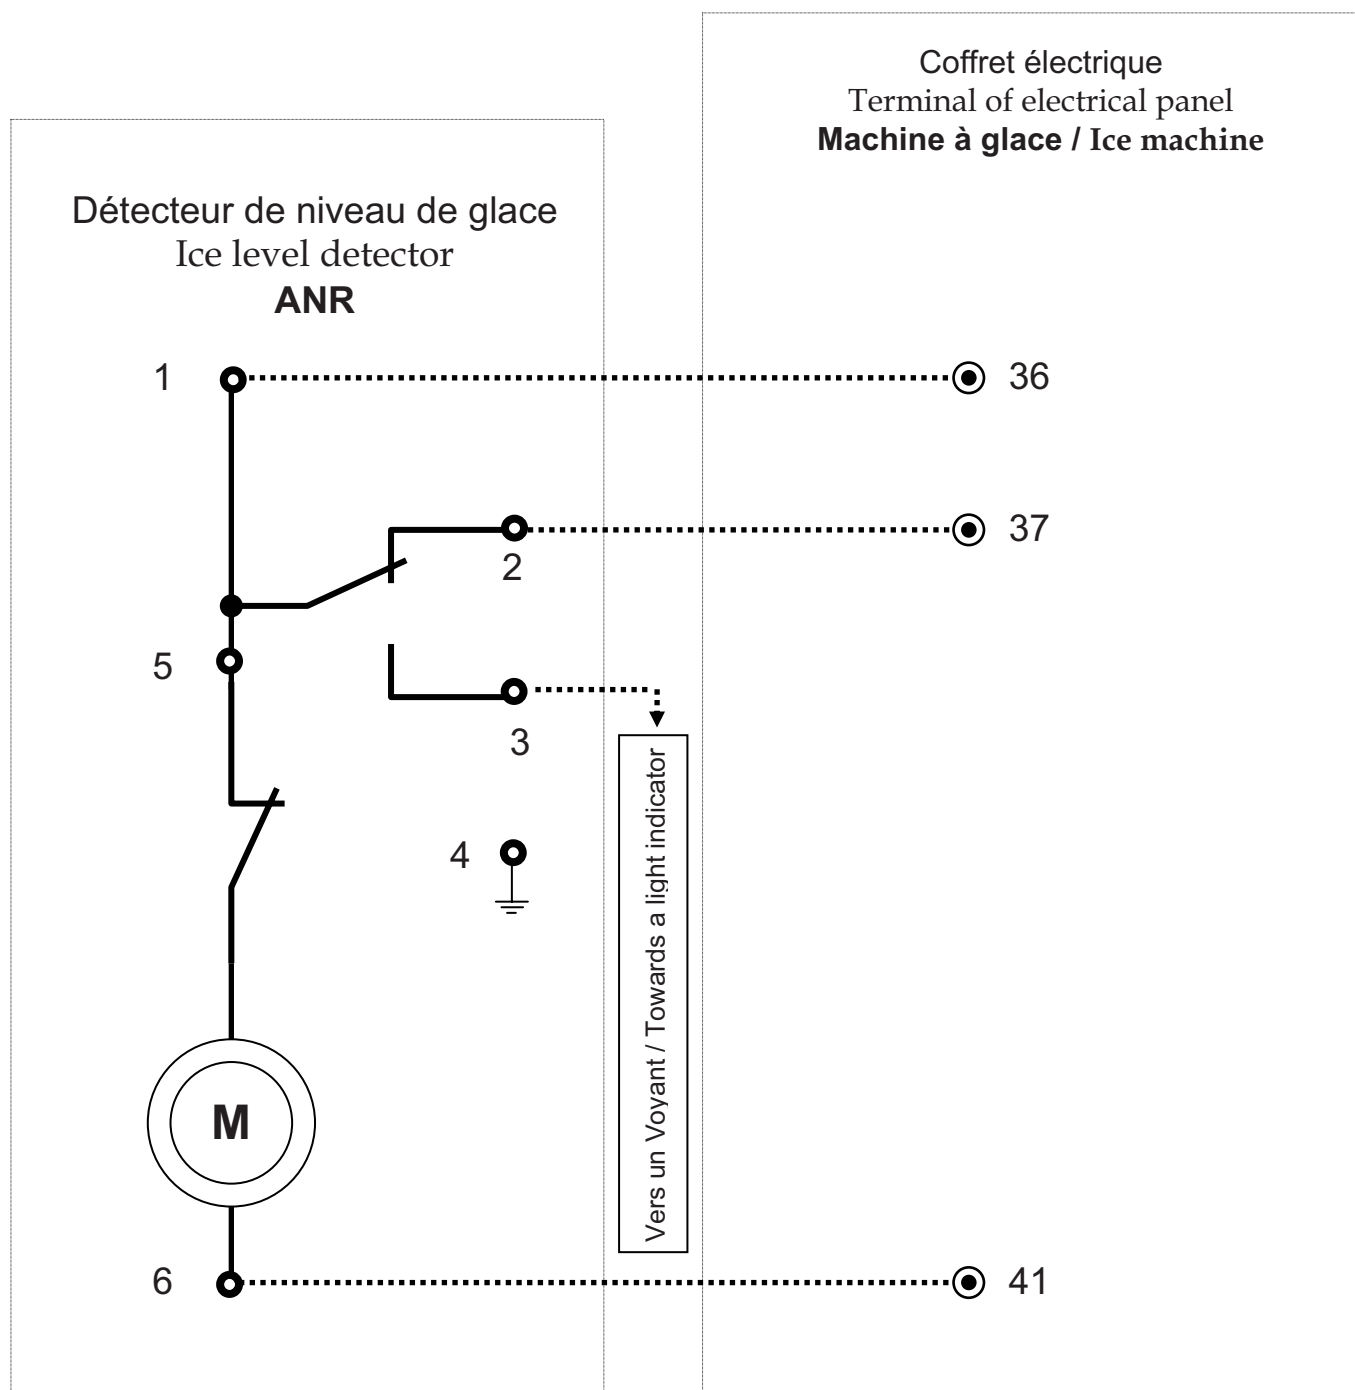 Coffret électrique
Terminal of electrical panel
Machine à glace / Ice machine
Détecteur de niveau de glace
Ice level detector
ANR
1
36
2
37
5
3
4
Vers un Voyant / Towards a light indicator
M
6
41